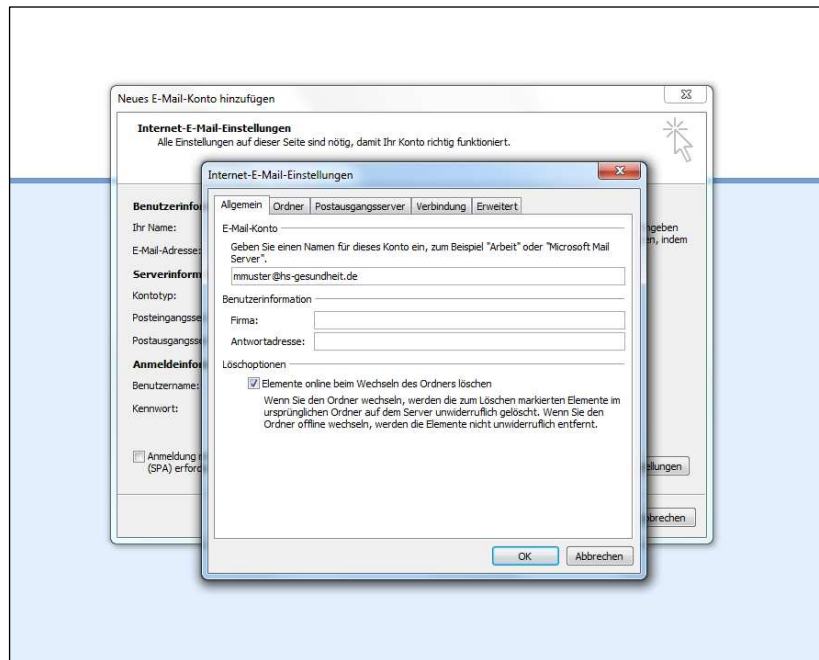 Neues E-Mail-Konto hinzufügen
Internet-E-Mail-Einstellungen
Alle Einstellungen auf dieser Seite sind nötig, damit Ihr Konto richtig funktioniert.
Internet-E-Mail-Einstellungen
Allgemein Ordner Postausgangsserver Verbindung Erweitert
E-Mail-Konto
Geben Sie einen Namen für dieses Konto ein, zum Beispiel "Arbeit" oder "Microsoft Mail
Server".
mmuster@hs-gesundheit.de
Benutzerinformation
Firma:
Antwortadresse:
Löschoptionen
Elemente online beim Wechseln des Ordners löschen
Wenn Sie den Ordner wechseln, werden die zum Löschen markierten Elemente im
ursprünglichen Ordner auf dem Server unwiderruflich gelöscht. Wenn Sie den
Ordner offline wechseln, werden die Elemente nicht unwiderruflich entfernt.
OK Abbrechen
Ihr Name:
E-Mail-Adresse:
Kontotyp:
Benutzername:
Kennwort:
Anmeldung
(SPA)
indem